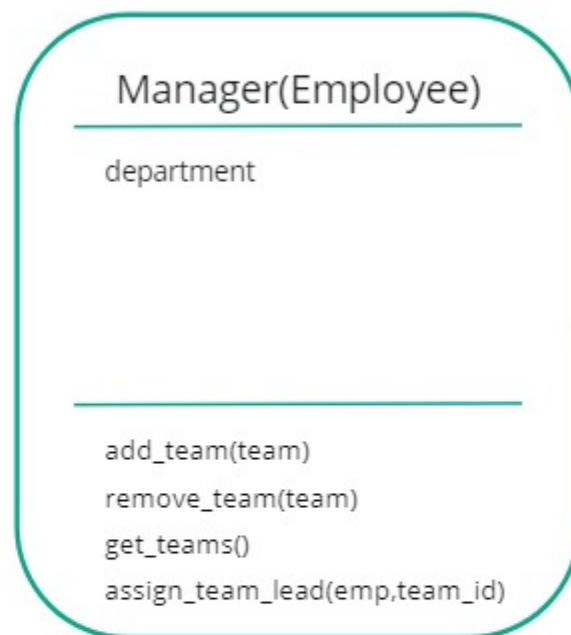 Manager(Employee)
department
add_team(team)
remove_team(team)
get_teams()
assign_team_lead(emp,team_id)